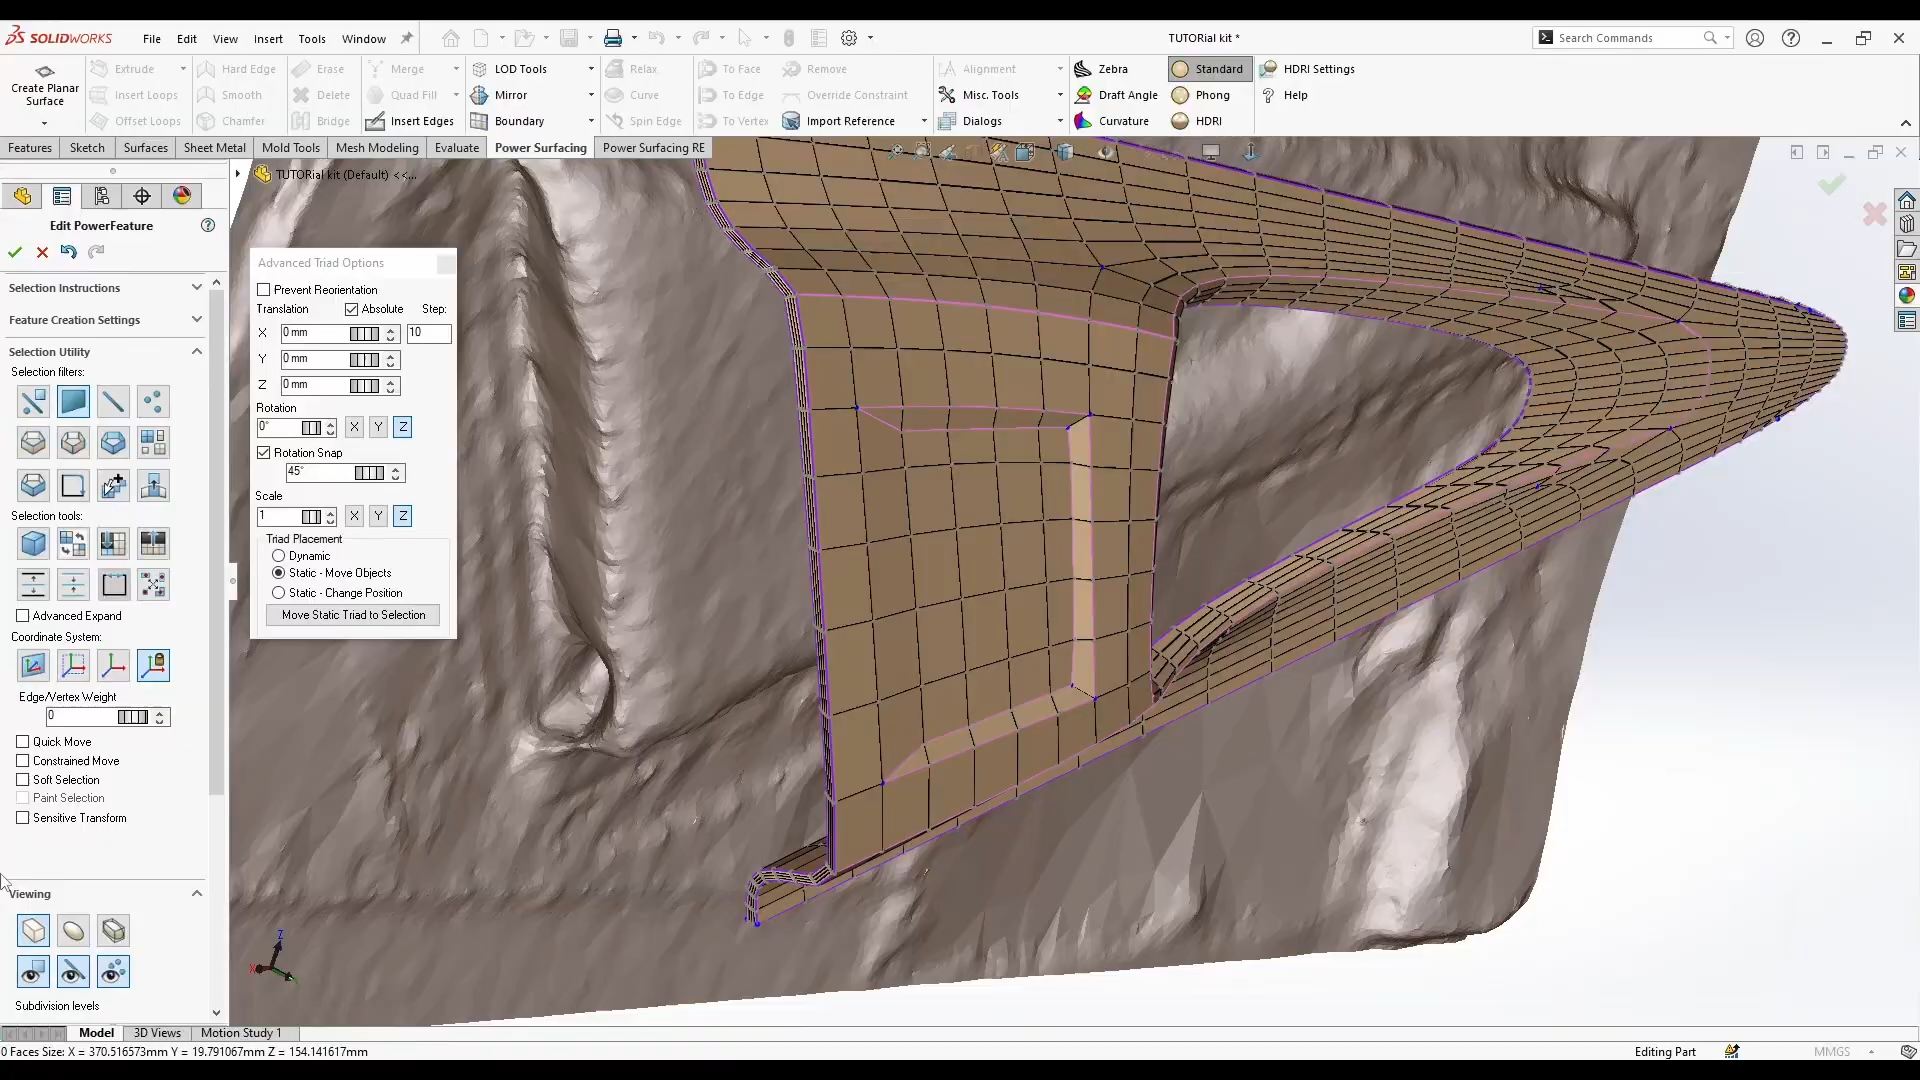 SOLIDWORKS File Edit View Insert Tools Window TUTORial kit * Search Commands
Create Planar Surface
Extrude Hard Edge Erase Merge LOD Tools Relax To Face Remove Alignment Zebra Standard HDRI Settings
Insert Loops Smooth Delete Quad Fill Mirror Curve To Edge Override Constraint Misc. Tools Draft Angle Phong Help
Offset Loops Chamfer Bridge Insert Edges Boundary Spin Edge To Vertex Import Reference Dialogs Curvature HDRI
Features Sketch Surfaces Sheet Metal Mold Tools Mesh Modeling Evaluate Power Surfacing Power Surfacing RE
TUTORial kit (Default) <<...
Edit PowerFeature
Selection Instructions
Feature Creation Settings
Selection Utility
Selection filters:
Selection tools:
Advanced Expand
Coordinate System:
Edge/Vertex Weight
0
Quick Move
Constrained Move
Soft Selection
Paint Selection
Sensitive Transform
Viewing
Subdivision levels
Advanced Triad Options
Prevent Reorientation
Translation Absolute Step:
X 0 mm 10
Y 0 mm
Z 0 mm
Rotation
0° X Y Z
Rotation Snap
45°
Scale
1 X Y Z
Triad Placement
Dynamic
Static - Move Objects
Static - Change Position
Move Static Triad to Selection
Z
X
Model 3D Views Motion Study 1
0 Faces Size: X = 370.516573mm Y = 19.791067mm Z = 154.141617mm Editing Part MMGS